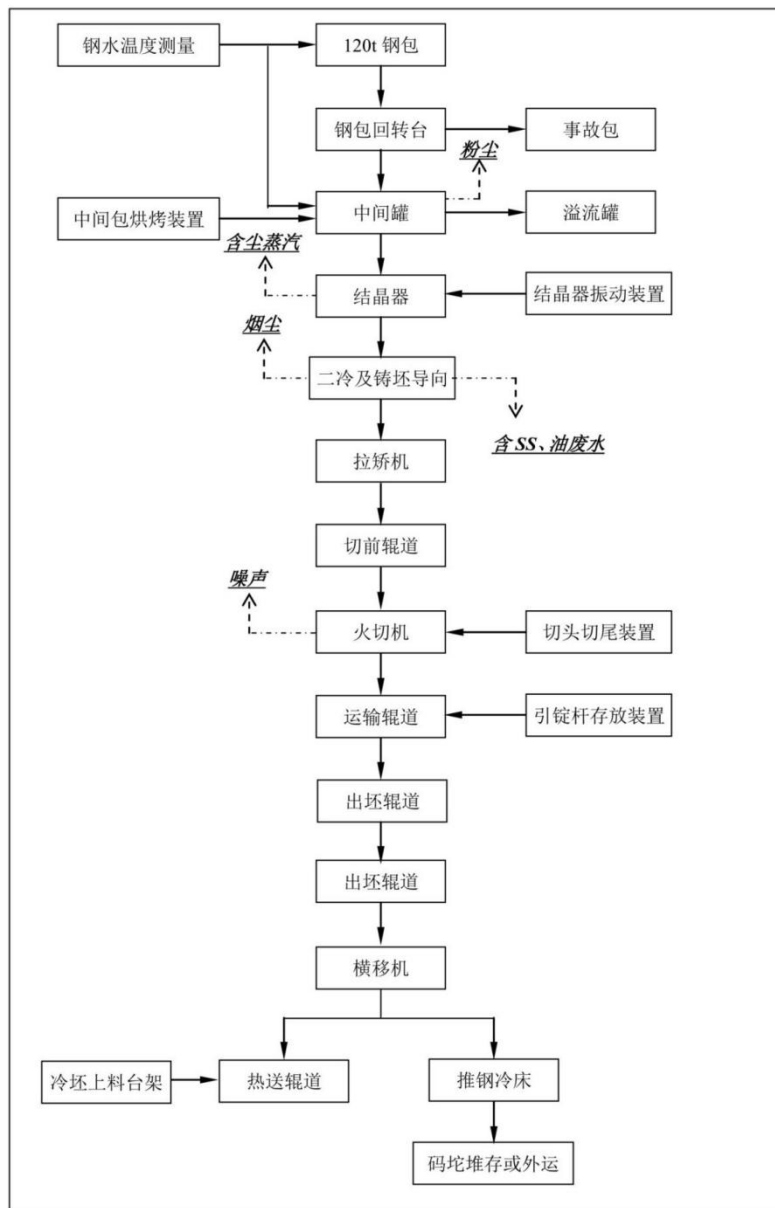 钢水温度测量
120t 钢包
钢包回转台
事故包
粉尘
中间包烘烤装置
中间罐
溢流罐
含尘蒸汽
结晶器
结晶器振动装置
烟尘
二冷及铸坯导向
含 SS、油废水
拉矫机
切前辊道
噪声
火切机
切头切尾装置
运输辊道
引锭杆存放装置
出坯辊道
出坯辊道
横移机
冷坯上料台架
热送辊道
推钢冷床
码坨堆存或外运